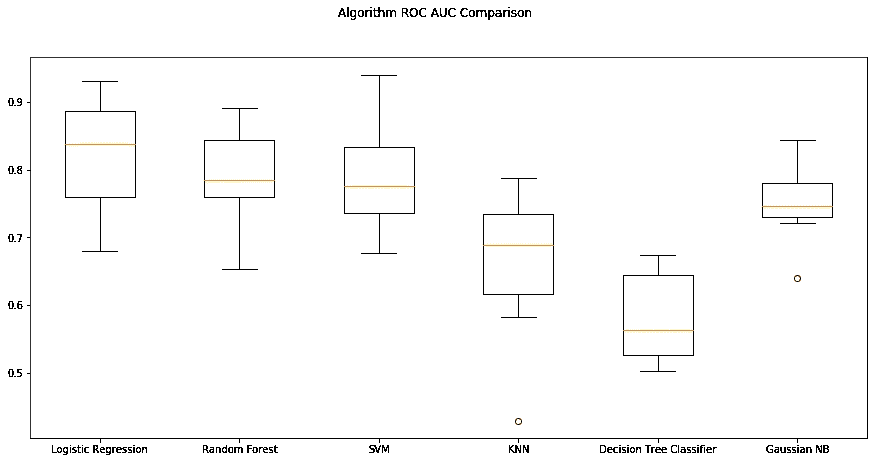 Algorithm ROC AUC Comparison
0.9
0.8
0.7
0.6
0.5
Logistic Regression Random Forest SVM KNN Decision Tree Classifier Gaussian NB